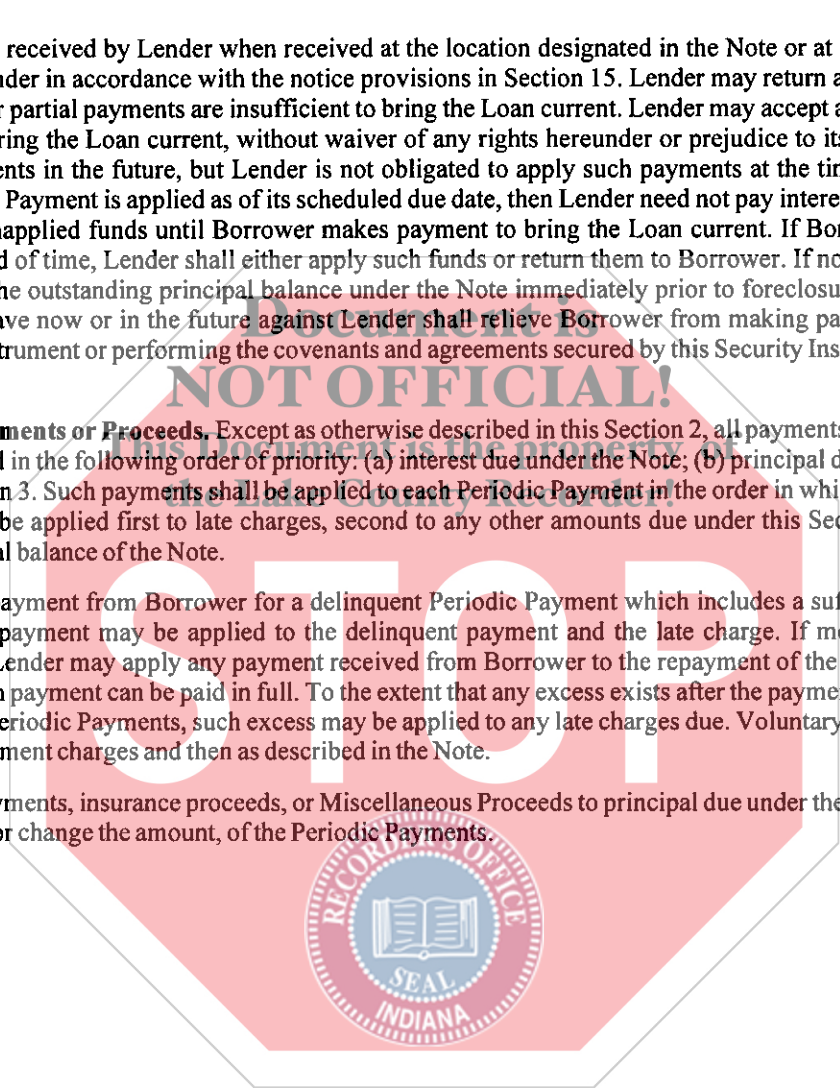 received by Lender when received at the location designated in the Note or at
nder in accordance with the notice provisions in Section 15. Lender may return a
r partial payments are insufficient to bring the Loan current. Lender may accept a
ring the Loan current, without waiver of any rights hereunder or prejudice to its
ents in the future, but Lender is not obligated to apply such payments at the tim
Payment is applied as of its scheduled due date, then Lender need not pay intere
napplied funds until Borrower makes payment to bring the Loan current. If Bor
d of time, Lender shall either apply such funds or return them to Borrower. If no
he outstanding principal balance under the Note immediately prior to foreclosu
Document is
ave now or in the future against Lender shall relieve Borrower from making pa
trument or performing the covenants and agreements secured by this Security Ins
NOT OFFICIAL!
ments or Proceeds. Except as otherwise described in this Section 2, all payments
This Document is the property of
d in the following order of priority: (a) interest due under the Note; (b) principal d
the Lake County Recorder!
n 3. Such payments shall be applied to each Periodic Payment in the order in whi
be applied first to late charges, second to any other amounts due under this Sec
al balance of the Note.
STOP
ayment from Borrower for a delinquent Periodic Payment which includes a suf
payment may be applied to the delinquent payment and the late charge. If mo
Lender may apply any payment received from Borrower to the repayment of the
h payment can be paid in full. To the extent that any excess exists after the payme
eriodic Payments, such excess may be applied to any late charges due. Voluntary
ment charges and then as described in the Note.
yments, insurance proceeds, or Miscellaneous Proceeds to principal due under the
or change the amount, of the Periodic Payments.
RECORDER'S OFFICE
SEAL
INDIANA